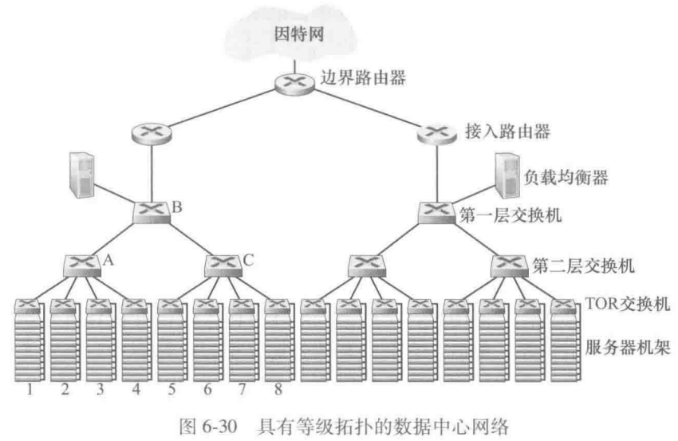 因特网
边界路由器
接入路由器
负载均衡器
B
第一层交换机
A
C
第二层交换机
TOR交换机
服务器机架
1 2 3 4 5 6 7 8
图 6-30 具有等级拓扑的数据中心网络